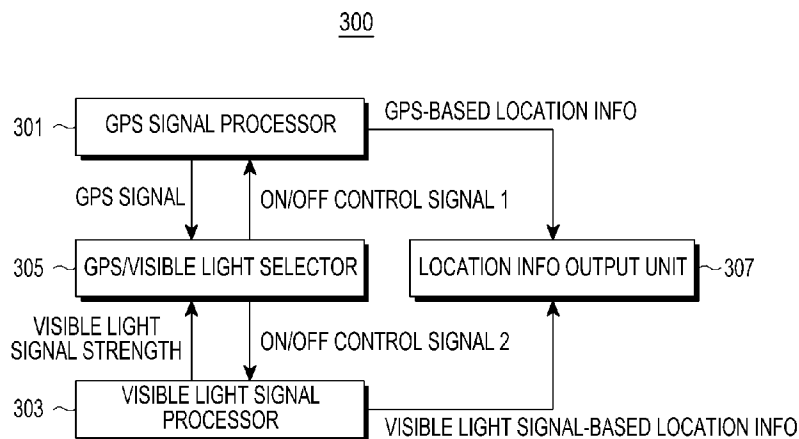 300
301
GPS SIGNAL PROCESSOR
GPS-BASED LOCATION INFO
GPS SIGNAL
ON/OFF CONTROL SIGNAL 1
305
GPS/VISIBLE LIGHT SELECTOR
LOCATION INFO OUTPUT UNIT
307
VISIBLE LIGHT
SIGNAL STRENGTH
ON/OFF CONTROL SIGNAL 2
303
VISIBLE LIGHT SIGNAL
PROCESSOR
VISIBLE LIGHT SIGNAL-BASED LOCATION INFO